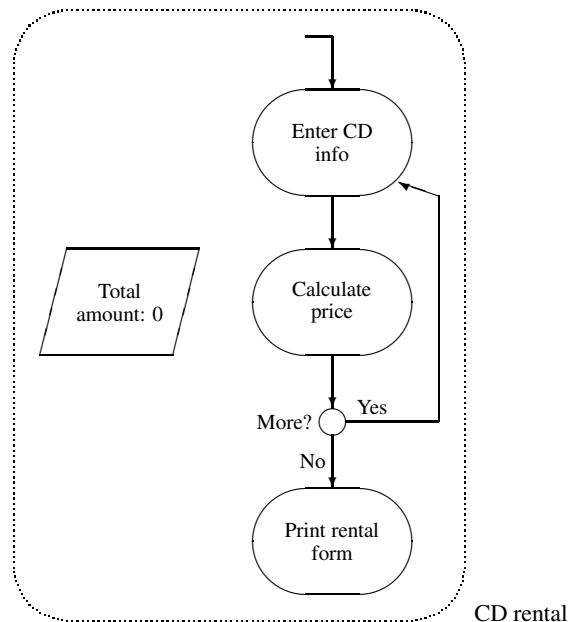 Enter CD
info
Total
amount: 0
Calculate
price
More?
Yes
No
Print rental
form
CD rental